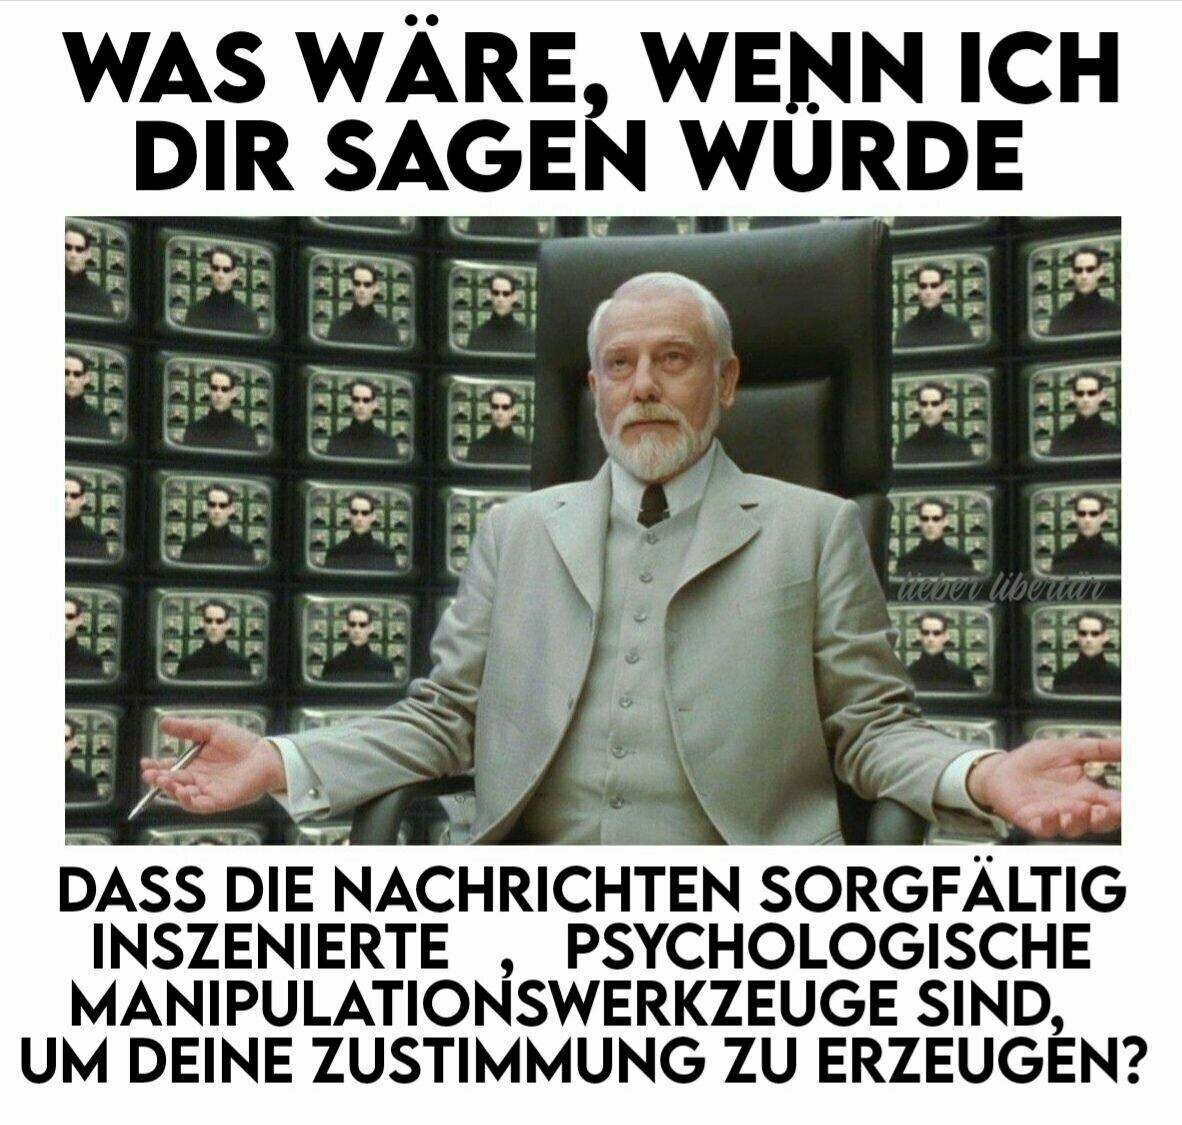 WAS WÄRE, WENN ICH
DIR SAGEN WÜRDE
lieber libertär
DASS DIE NACHRICHTEN SORGFÄLTIG
INSZENIERTE , PSYCHOLOGISCHE
MANIPULATIONSWERKZEUGE SIND,
UM DEINE ZUSTIMMUNG ZU ERZEUGEN?